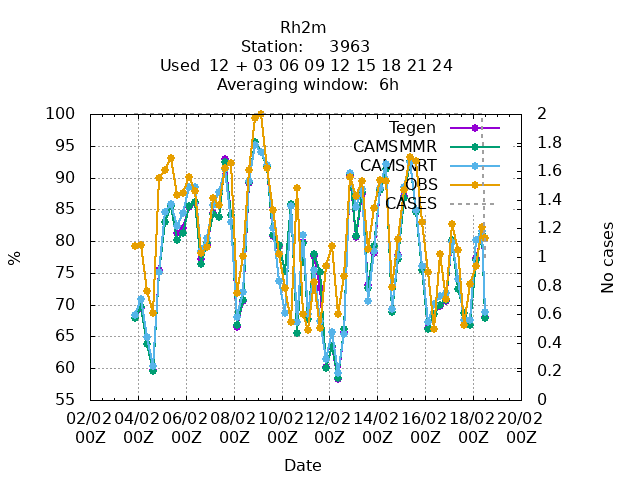 Rh2m
Station: 3963
Used 12 + 03 06 09 12 15 18 21 24
Averaging window: 6h
100 2
Tegen
95 1.8
CAMSMMR
90 1.6
CAMSNRT
OBS
85 1.4
CASES
80 1.2
75 1
70 0.8
65 0.6
60 0.4
0.2
55 0
%
No cases
02/02 04/02 06/02 08/02 10/02 12/02 14/02 16/02 18/02 20/02
00Z 00Z 00Z 00Z 00Z 00Z 00Z 00Z 00Z 00Z
Date